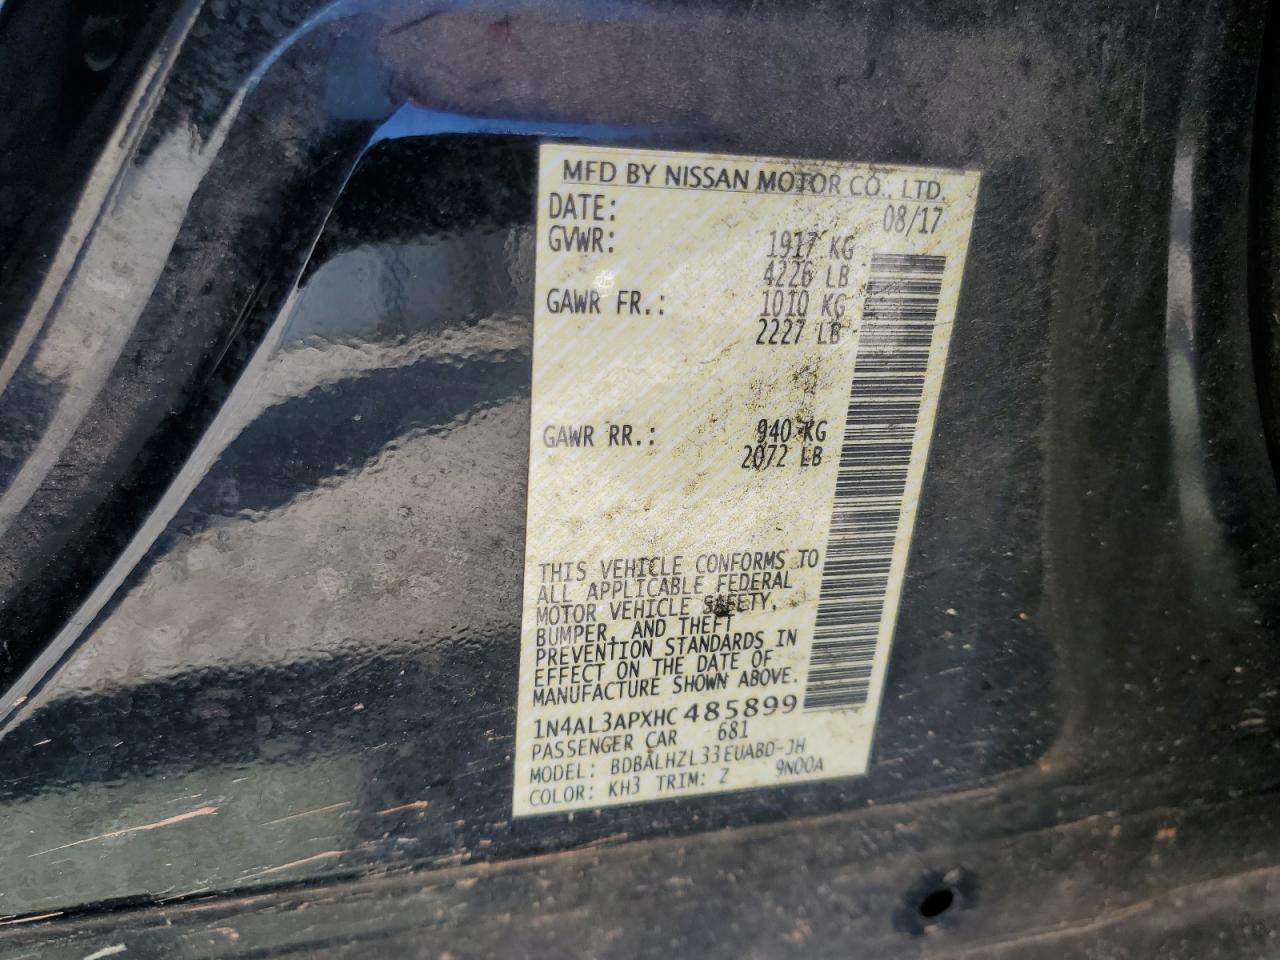 MFD BY NISSAN MOTOR CO., LTD.
DATE: 08/17
GVWR: 1917 KG
4226 LB
GAWR FR.: 1010 KG
2227 LB
GAWR RR.: 940 KG
2072 LB
THIS VEHICLE CONFORMS TO
ALL APPLICABLE FEDERAL
MOTOR VEHICLE SAFETY,
BUMPER, AND THEFT
PREVENTION STANDARDS IN
EFFECT ON THE DATE OF
MANUFACTURE SHOWN ABOVE.
1N4AL3APXHC485899
PASSENGER CAR 681
MODEL: BDBALHZL33EUABD-JH
COLOR: KH3 TRIM: Z 9N00A